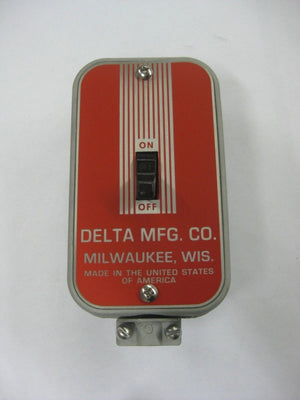 ON
OFF
DELTA MFG. CO.
MILWAUKEE, WIS.
MADE IN THE UNITED STATES
OF AMERICA